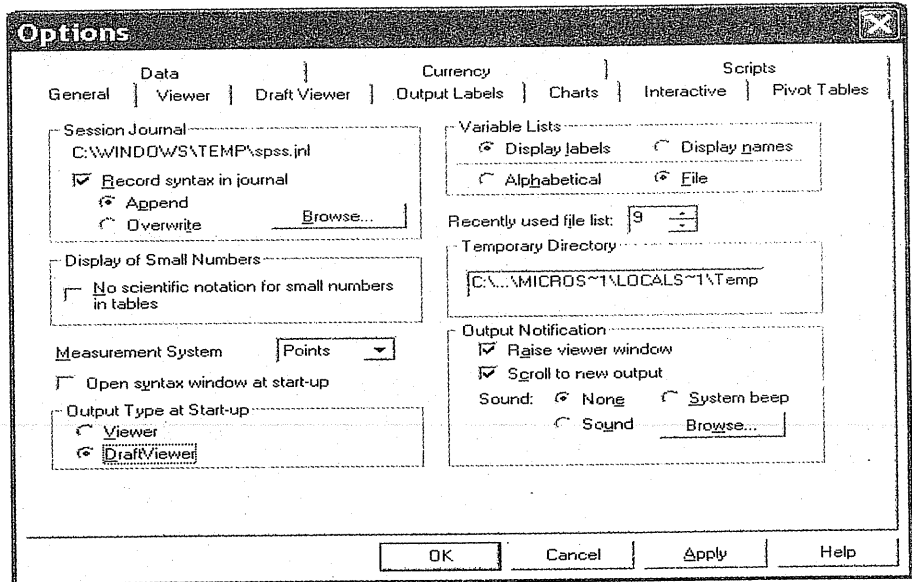 Options
Data Currency Scripts
General Viewer Draft Viewer Output Labels Charts Interactive Pivot Tables
Session Journal
C:\WINDOWS\TEMP\spss.jnl
Record syntax in journal
Append
Overwrite Browse...
Display of Small Numbers
No scientific notation for small numbers
in tables
Measurement System Points
Open syntax window at start-up
Output Type at Start-up
Viewer
DraftViewer
Variable Lists
Display labels Display names
Alphabetical File
Recently used file list: 9
Temporary Directory
C:\...\MICROS~1\LOCALS~1\Temp
Output Notification
Raise viewer window
Scroll to new output
Sound: None System beep
Sound Browse...
OK Cancel Apply Help